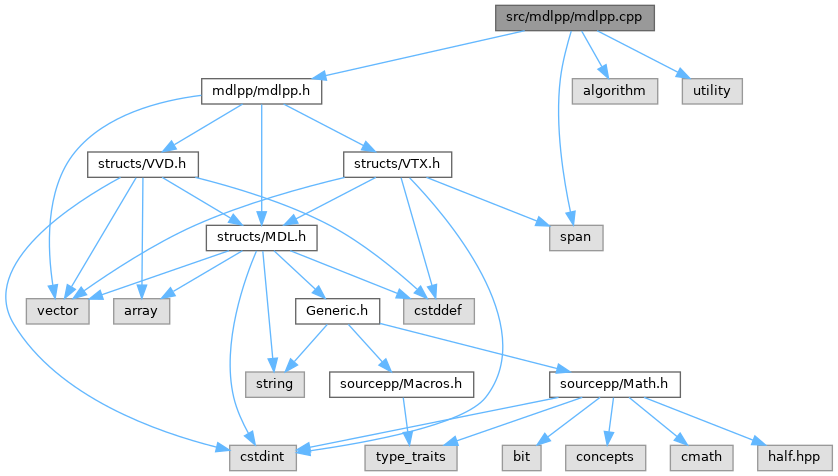 src/mdlpp/mdlpp.cpp
mdlpp/mdlpp.h
algorithm
utility
structs/VVD.h
structs/VTX.h
structs/MDL.h
span
vector
array
Generic.h
cstddef
string
sourcepp/Macros.h
sourcepp/Math.h
cstdint
type_traits
bit
concepts
cmath
half.hpp